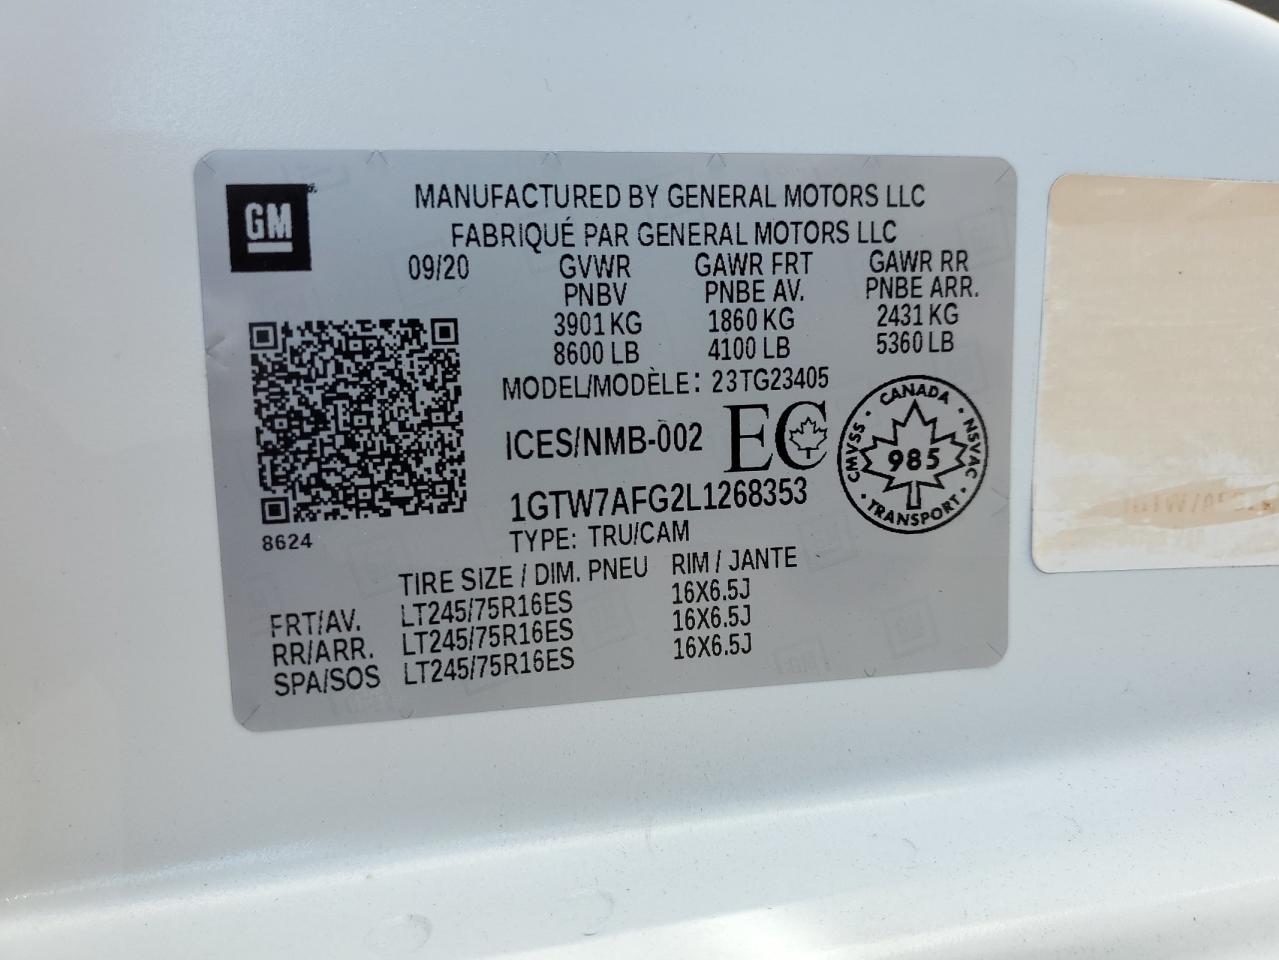 GM
MANUFACTURED BY GENERAL MOTORS LLC
FABRIQUÉ PAR GENERAL MOTORS LLC
09/20 GVWR GAWR FRT GAWR RR
PNBV PNBE AV. PNBE ARR.
3901 KG 1860 KG 2431 KG
8600 LB 4100 LB 5360 LB
MODEL/MODÈLE: 23TG23405
ICES/NMB-002 EC
CANADA
CMVSS 985 NSVAC
TRANSPORT
1GTW7AFG2L1268353
8624 TYPE: TRU/CAM
TIRE SIZE / DIM. PNEU RIM / JANTE
FRT/AV. LT245/75R16ES 16X6.5J
RR/ARR. LT245/75R16ES 16X6.5J
SPA/SOS LT245/75R16ES 16X6.5J